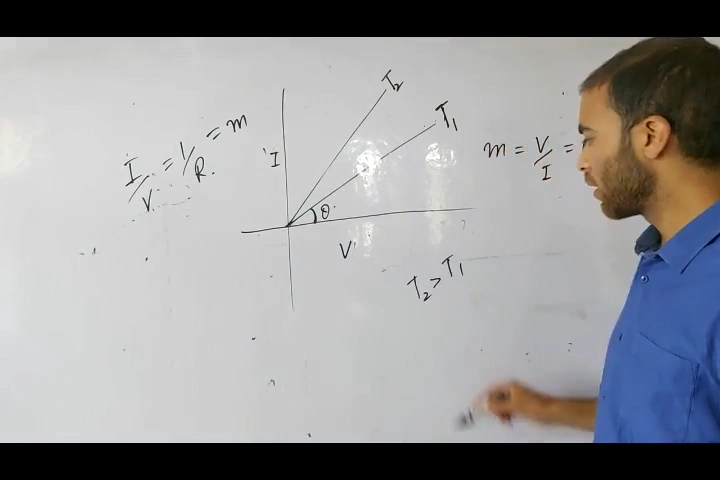 T₂
T₁
I/V = 1/R = m
I
θ
m = V/I =
V
T₂ > T₁